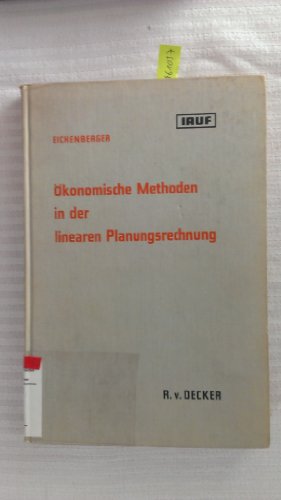 IAUF
EICHENBERGER
Ökonomische Methoden
in der
linearen Planungsrechnung
R. v. DECKER